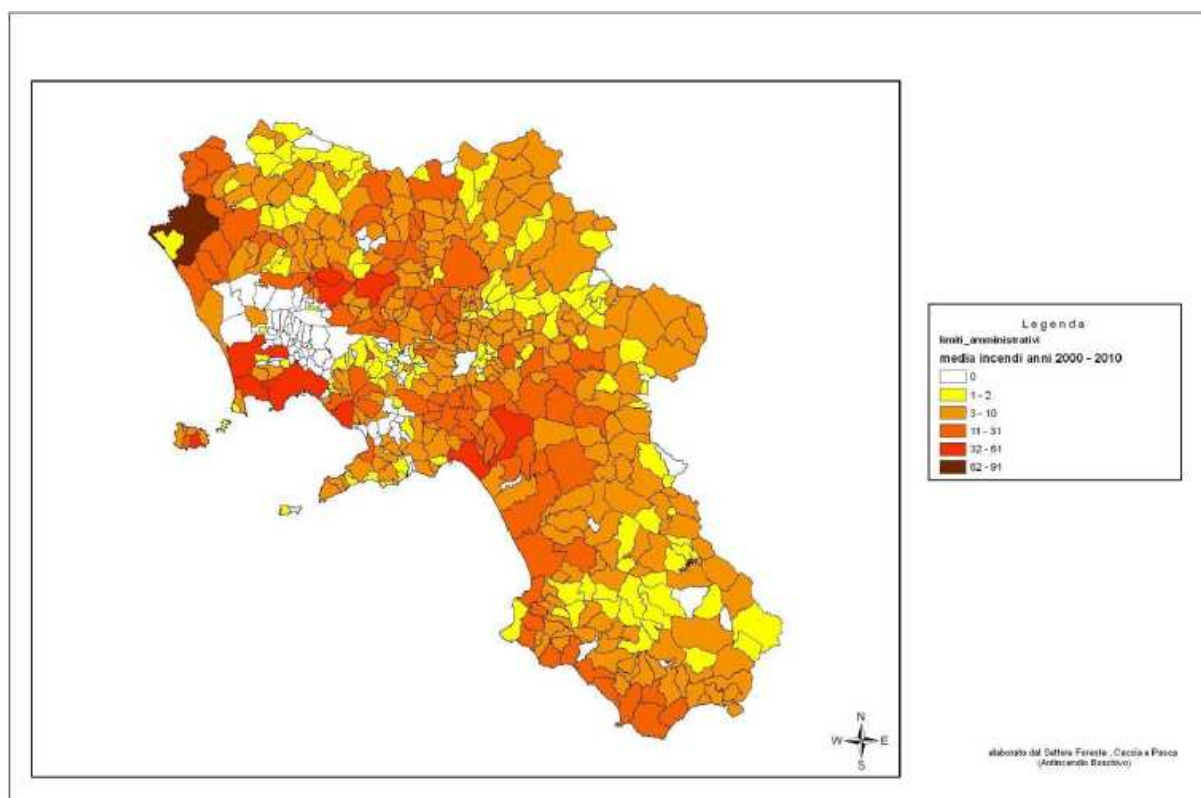 Legenda
limiti_amministrativi
media incendi anni 2000 - 2010
0
1 - 2
3 - 10
11 - 31
32 - 61
62 - 91
N
W E
S
elaborato dal Settore Foreste , Caccia e Pesca
(Antincendio Boschivo)